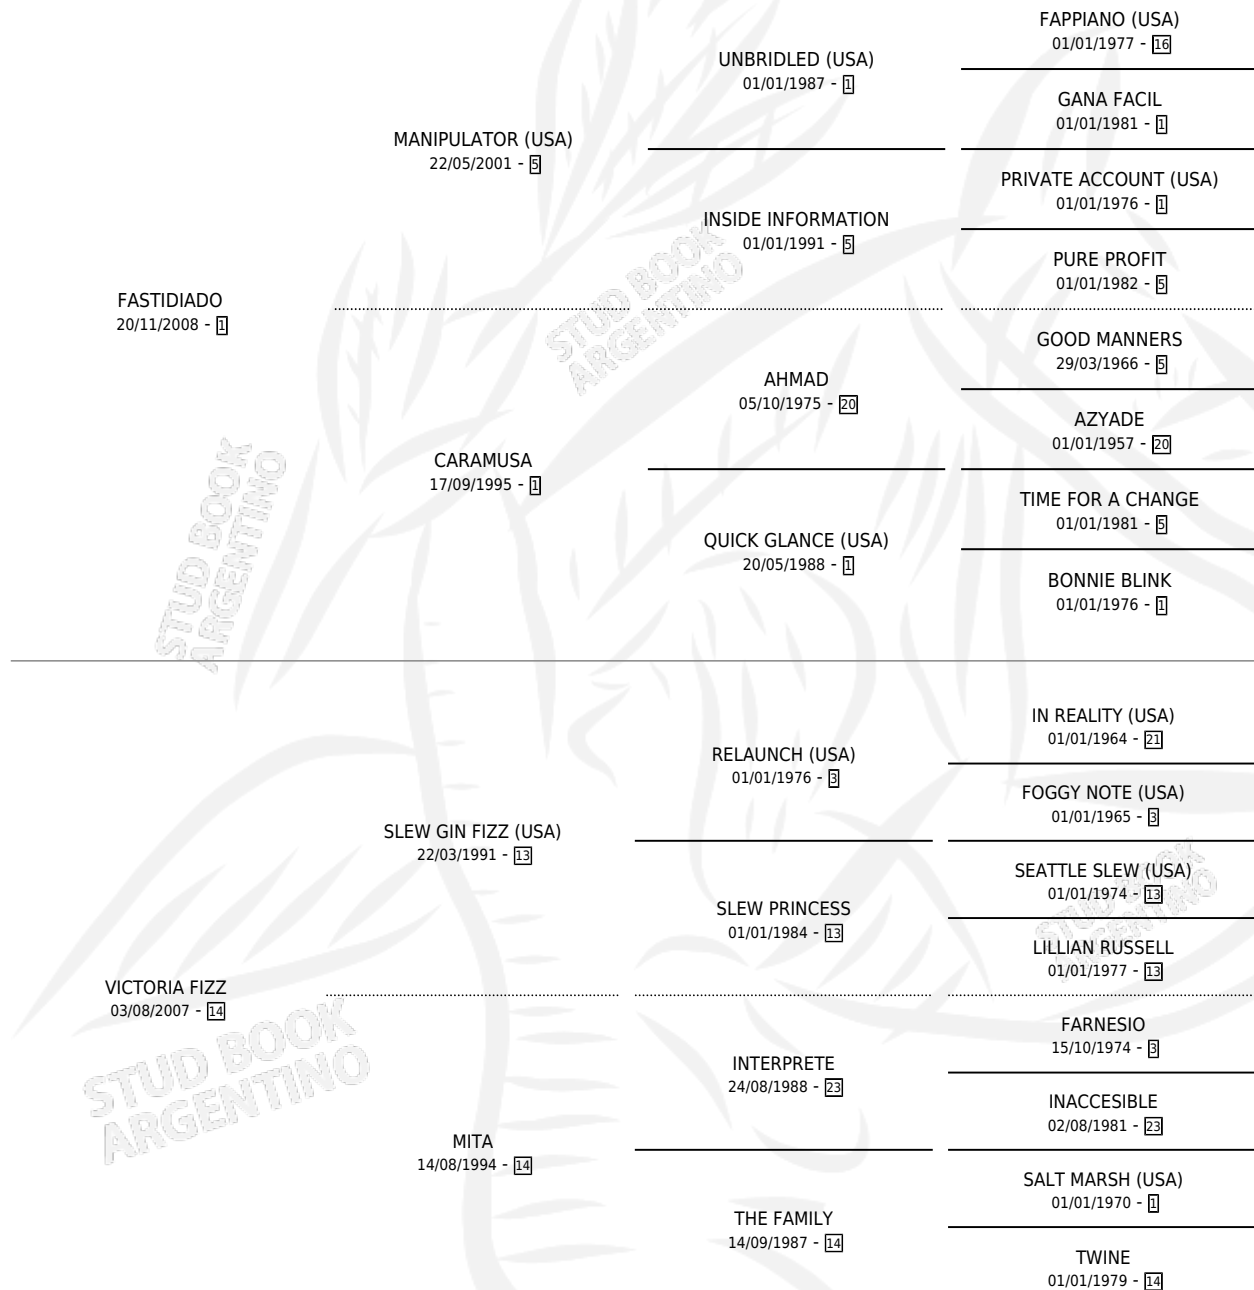 FAPPIANO (USA)
01/01/1977 - 16
UNBRIDLED (USA)
01/01/1987 - 1
GANA FACIL
01/01/1981 - 1
MANIPULATOR (USA)
22/05/2001 - 5
PRIVATE ACCOUNT (USA)
01/01/1976 - 1
INSIDE INFORMATION
01/01/1991 - 5
PURE PROFIT
01/01/1982 - 5
FASTIDIADO
20/11/2008 - 1
GOOD MANNERS
29/03/1966 - 5
AHMAD
05/10/1975 - 20
AZYADE
01/01/1957 - 20
CARAMUSA
17/09/1995 - 1
TIME FOR A CHANGE
01/01/1981 - 5
QUICK GLANCE (USA)
20/05/1988 - 1
BONNIE BLINK
01/01/1976 - 1
IN REALITY (USA)
01/01/1964 - 21
RELAUNCH (USA)
01/01/1976 - 3
FOGGY NOTE (USA)
01/01/1965 - 3
SLEW GIN FIZZ (USA)
22/03/1991 - 13
SEATTLE SLEW (USA)
01/01/1974 - 13
SLEW PRINCESS
01/01/1984 - 13
LILLIAN RUSSELL
01/01/1977 - 13
VICTORIA FIZZ
03/08/2007 - 14
FARNESIO
15/10/1974 - 3
INTERPRETE
24/08/1988 - 23
INACCESIBLE
02/08/1981 - 23
MITA
14/08/1994 - 14
SALT MARSH (USA)
01/01/1970 - 1
THE FAMILY
14/09/1987 - 14
TWINE
01/01/1979 - 14
STUD BOOK
ARGENTINO
STUD BOOK
ARGENTINO
STUD BOOK
ARGENTINO
STUD BOOK
ARGENTINO